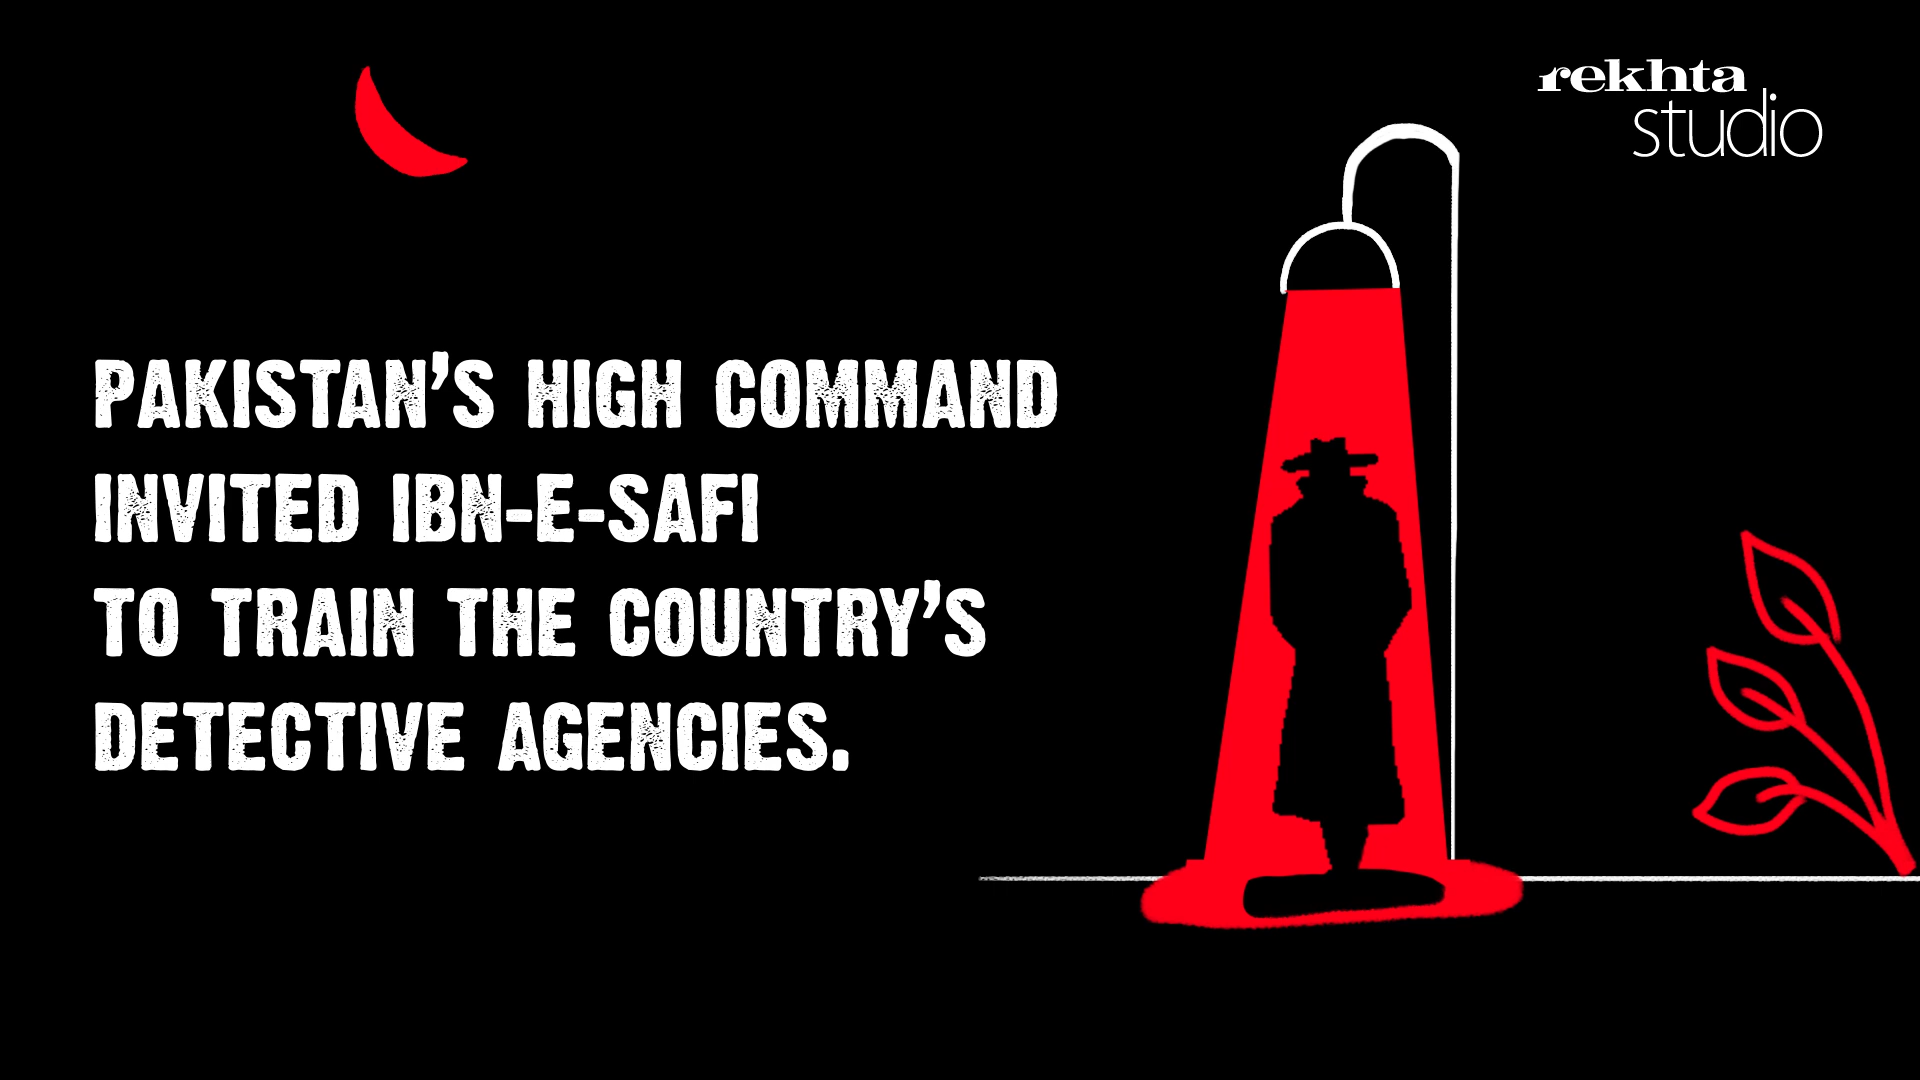 rekhta
studio
PAKISTAN'S HIGH COMMAND
INVITED IBN-E-SAFI
TO TRAIN THE COUNTRY'S
DETECTIVE AGENCIES.